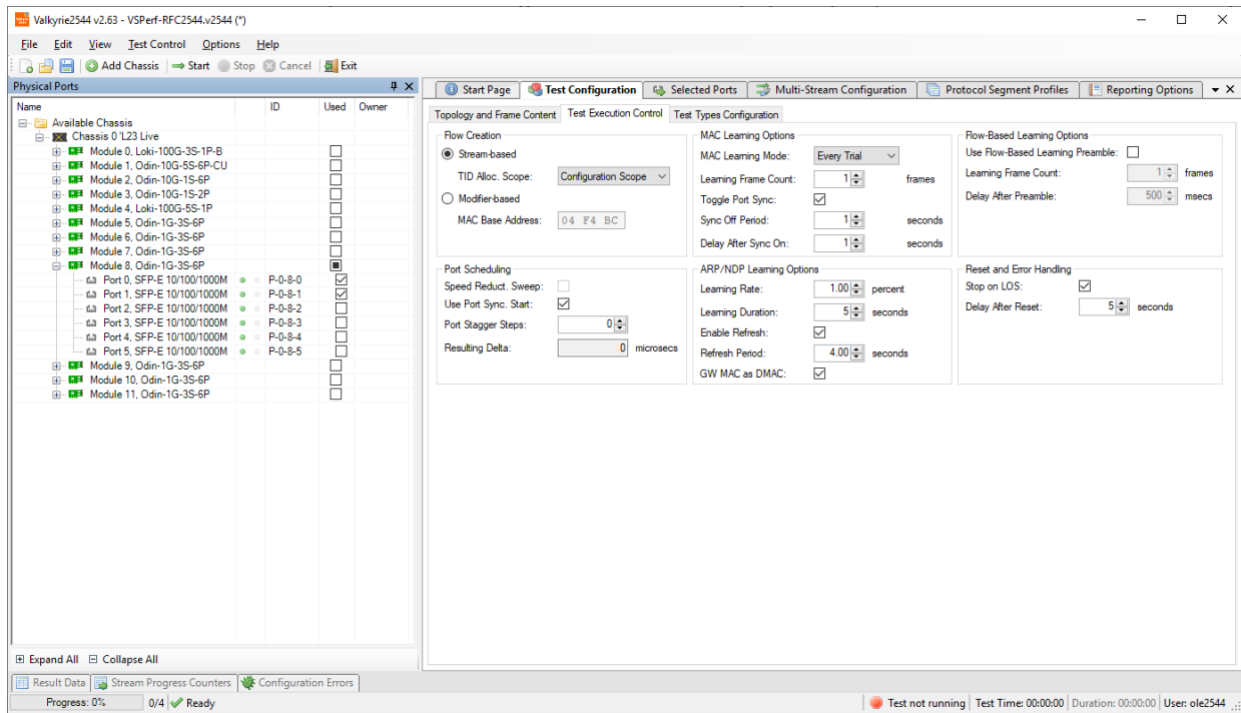 Valkyrie2544 v2.63 - VSPerf-RFC2544.v2544 (*)
File Edit View Test Control Options Help
Add Chassis Start Stop Cancel Exit
Physical Ports
Name ID Used Owner
Available Chassis
Chassis 0 'L23 Live
Module 0, Loki-100G-3S-1P-B
Module 1, Odin-10G-5S-6P-CU
Module 2, Odin-10G-1S-6P
Module 3, Odin-10G-1S-2P
Module 4, Loki-100G-5S-1P
Module 5, Odin-1G-3S-6P
Module 6, Odin-1G-3S-6P
Module 7, Odin-1G-3S-6P
Module 8, Odin-1G-3S-6P
Port 0, SFP-E 10/100/1000M P-0-8-0
Port 1, SFP-E 10/100/1000M P-0-8-1
Port 2, SFP-E 10/100/1000M P-0-8-2
Port 3, SFP-E 10/100/1000M P-0-8-3
Port 4, SFP-E 10/100/1000M P-0-8-4
Port 5, SFP-E 10/100/1000M P-0-8-5
Module 9, Odin-1G-3S-6P
Module 10, Odin-1G-3S-6P
Module 11, Odin-1G-3S-6P
Expand All Collapse All
Start Page Test Configuration Selected Ports Multi-Stream Configuration Protocol Segment Profiles Reporting Options
Topology and Frame Content Test Execution Control Test Types Configuration
Flow Creation
Stream-based
TID Alloc. Scope: Configuration Scope
Modifier-based
MAC Base Address: 04 F4 BC
MAC Learning Options
MAC Learning Mode: Every Trial
Learning Frame Count: 1 frames
Toggle Port Sync:
Sync Off Period: 1 seconds
Delay After Sync On: 1 seconds
Flow-Based Learning Options
Use Flow-Based Learning Preamble:
Learning Frame Count: 1 frames
Delay After Preamble: 500 msecs
Port Scheduling
Speed Reduct. Sweep:
Use Port Sync. Start:
Port Stagger Steps: 0
Resulting Delta: 0 microsecs
ARP/NDP Learning Options
Learning Rate: 1.00 percent
Learning Duration: 5 seconds
Enable Refresh:
Refresh Period: 4.00 seconds
GW MAC as DMAC:
Reset and Error Handling
Stop on LOS:
Delay After Reset: 5 seconds
Result Data Stream Progress Counters Configuration Errors
Progress: 0% 0/4 Ready Test not running Test Time: 00:00:00 Duration: 00:00:00 User: ole2544